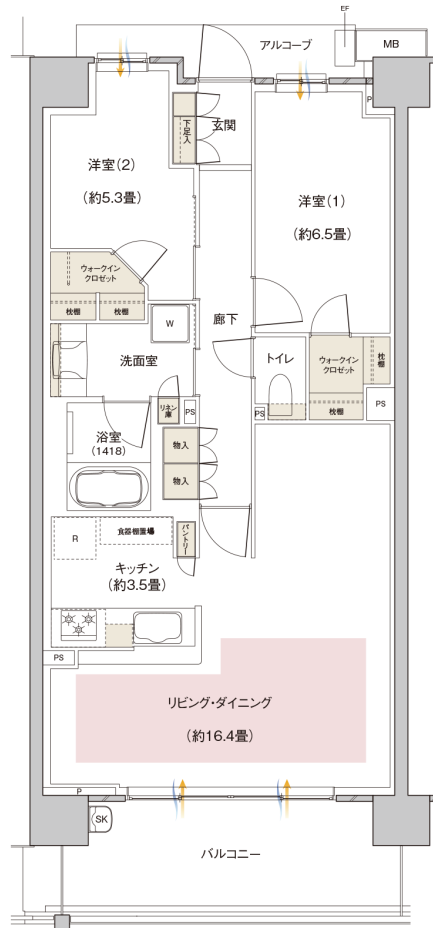 EF
アルコーブ
MB
P
下足入
玄関
洋室(2)
(約5.3畳)
洋室(1)
(約6.5畳)
ウォークイン
クロゼット
枕棚
枕棚
W
廊下
洗面室
トイレ
ウォークイン
クロゼット
枕棚
枕棚
PS
リネン庫
PS
PS
浴室
(1418)
物入
物入
R
食器棚置場
パントリー
キッチン
(約3.5畳)
PS
リビング・ダイニング
(約16.4畳)
P
SK
バルコニー